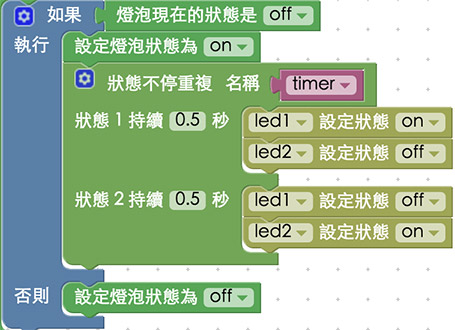 如果 燈泡現在的狀態是 off
執行 設定燈泡狀態為 on
狀態不停重複 名稱 timer
狀態 1 持續 0.5 秒 led1 設定狀態 on
led2 設定狀態 off
狀態 2 持續 0.5 秒 led1 設定狀態 off
led2 設定狀態 on
否則 設定燈泡狀態為 off